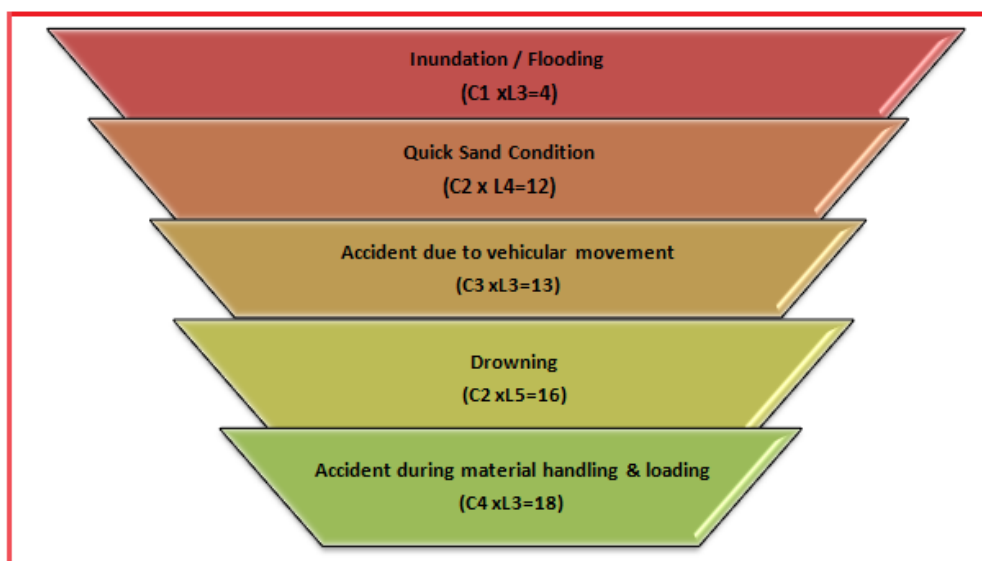 Inundation / Flooding
(C1 xL3=4)
Quick Sand Condition
(C2 x L4=12)
Accident due to vehicular movement
(C3 xL3=13)
Drowning
(C2 xL5=16)
Accident during material handling & loading
(C4 xL3=18)